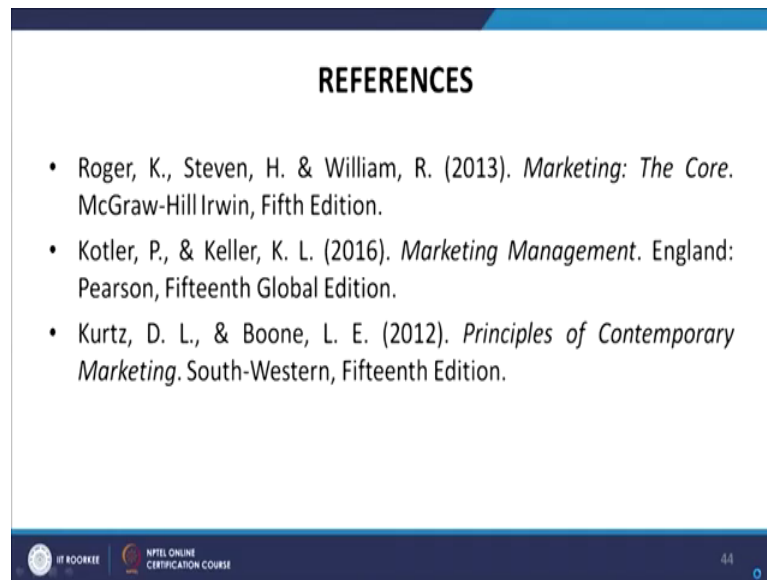 REFERENCES
• Roger, K., Steven, H. & William, R. (2013). Marketing: The Core.
McGraw-Hill Irwin, Fifth Edition.
• Kotler, P., & Keller, K. L. (2016). Marketing Management. England:
Pearson, Fifteenth Global Edition.
• Kurtz, D. L., & Boone, L. E. (2012). Principles of Contemporary
Marketing. South-Western, Fifteenth Edition.
IIT ROORKEE
NPTEL ONLINE
CERTIFICATION COURSE
44